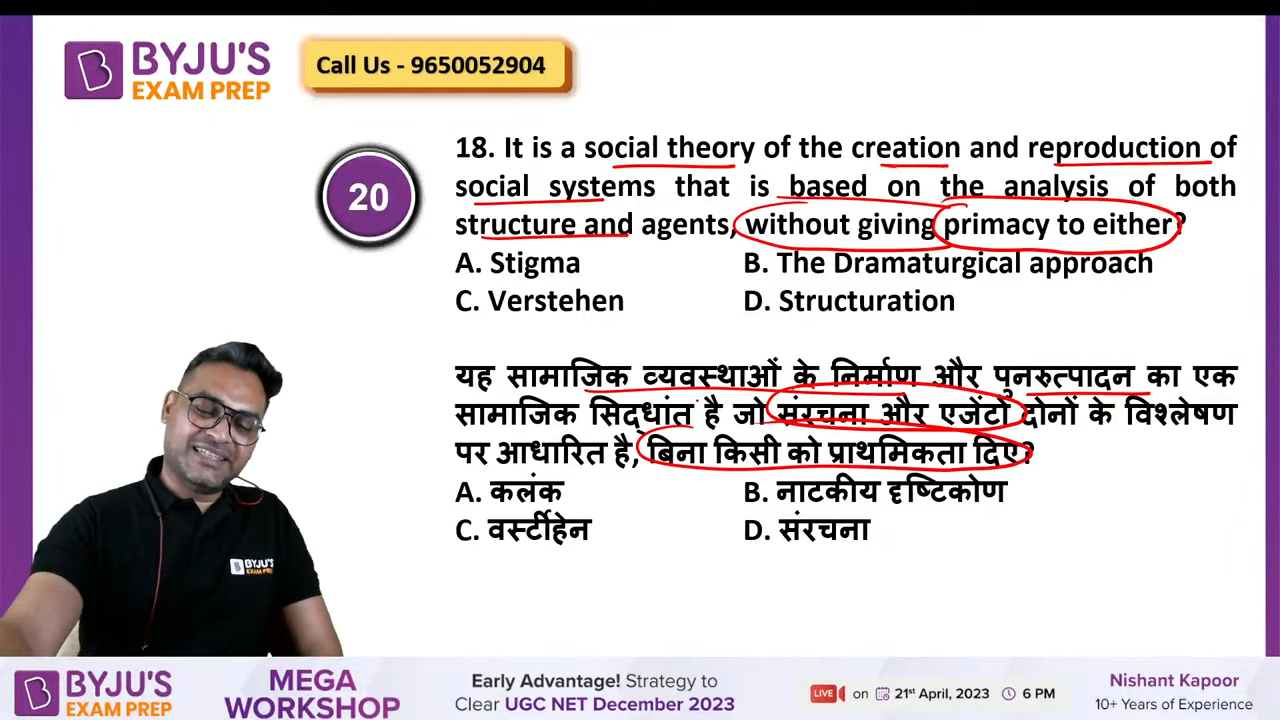 BYJU'S
EXAM PREP
Call Us - 9650052904
20
18. It is a social theory of the creation and reproduction of
social systems that is based on the analysis of both
structure and agents, without giving primacy to either?
A. Stigma B. The Dramaturgical approach
C. Verstehen D. Structuration
यह सामाजिक व्यवस्थाओं के निर्माण और पुनरुत्पादन का एक
सामाजिक सिद्धांत है जो संरचना और एजेंटों दोनों के विश्लेषण
पर आधारित है, बिना किसी को प्राथमिकता दिए?
A. कलंक B. नाटकीय दृष्टिकोण
C. वर्स्टीहेन D. संरचना
BYJU'S
EXAM PREP
BYJU'S
EXAM PREP
MEGA
WORKSHOP
Early Advantage! Strategy to
Clear UGC NET December 2023
LIVE on 21st April, 2023 6 PM
Nishant Kapoor
10+ Years of Experience